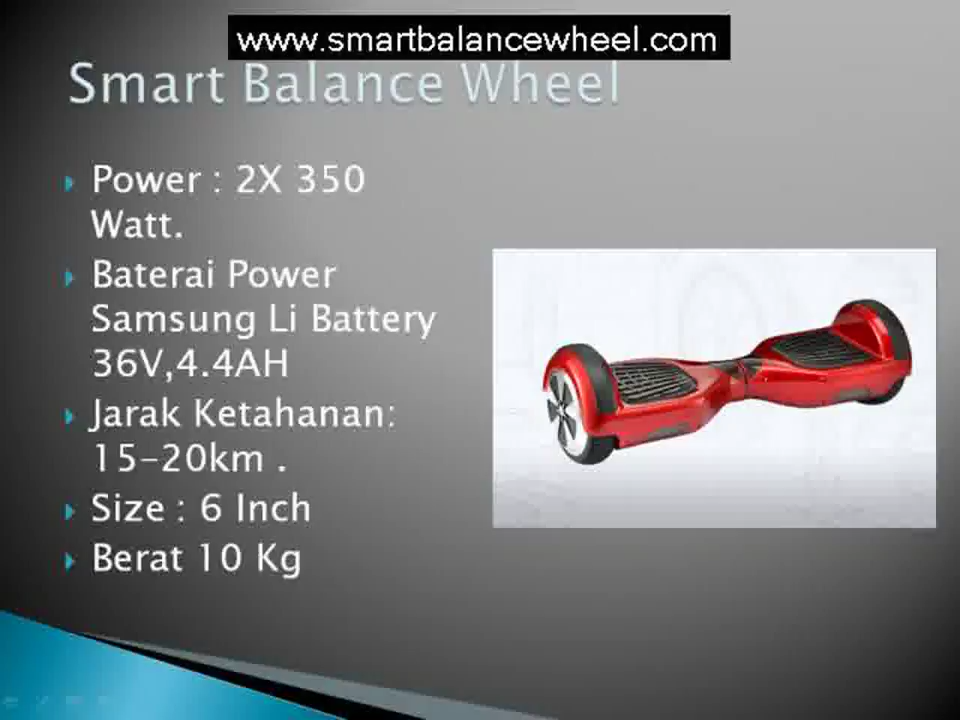 www.smartbalancewheel.com
Smart Balance Wheel
Power : 2X 350
Watt.
Baterai Power
Samsung Li Battery
36V,4.4AH
Jarak Ketahanan:
15-20km .
Size : 6 Inch
Berat 10 Kg